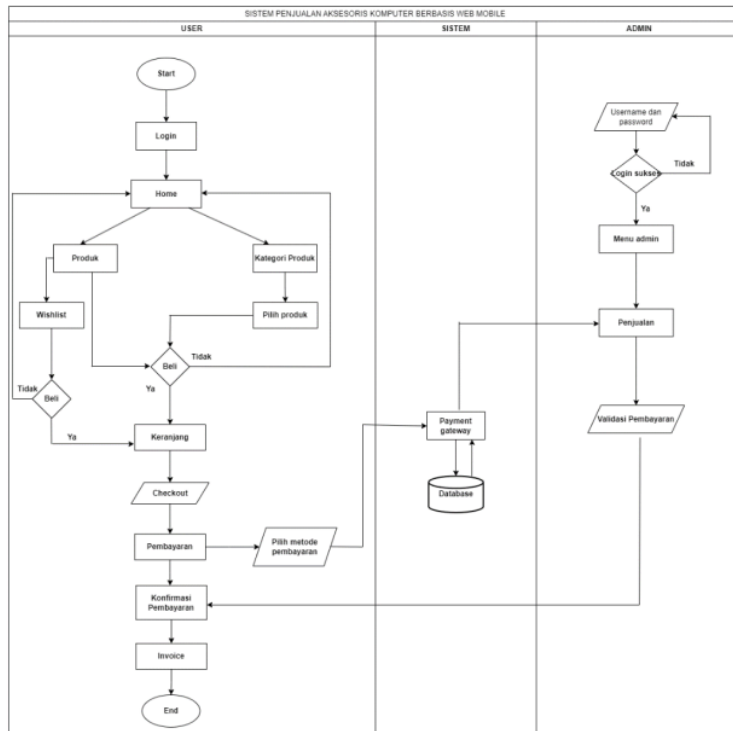 SISTEM PENJUALAN AKSESORIS KOMPUTER BERBASIS WEB MOBILE
USER
SISTEM
ADMIN
Start
Login
Home
Produk
Kategori Produk
Wishlist
Pilih produk
Beli
Tidak
Ya
Beli
Tidak
Ya
Keranjang
Checkout
Pembayaran
Pilih metode
pembayaran
Konfirmasi
Pembayaran
Invoice
End
Payment
gateway
Database
Username dan
password
Login sukses
Tidak
Ya
Menu admin
Penjualan
Validasi Pembayaran